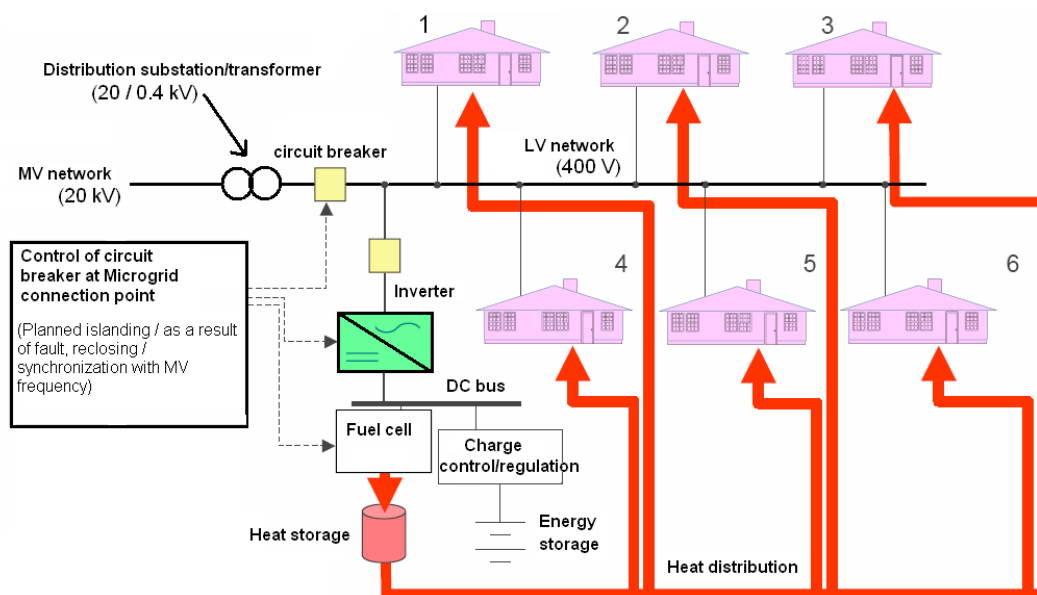 1
2
3
Distribution substation/transformer
(20 / 0.4 kV)
circuit breaker
LV network
(400 V)
MV network
(20 kV)
Control of circuit
breaker at Microgrid
connection point
(Planned islanding / as a result
of fault, reclosing /
synchronization with MV
frequency)
4
5
6
Inverter
DC bus
Fuel cell
Charge
control/regulation
Heat storage
Energy
storage
Heat distribution